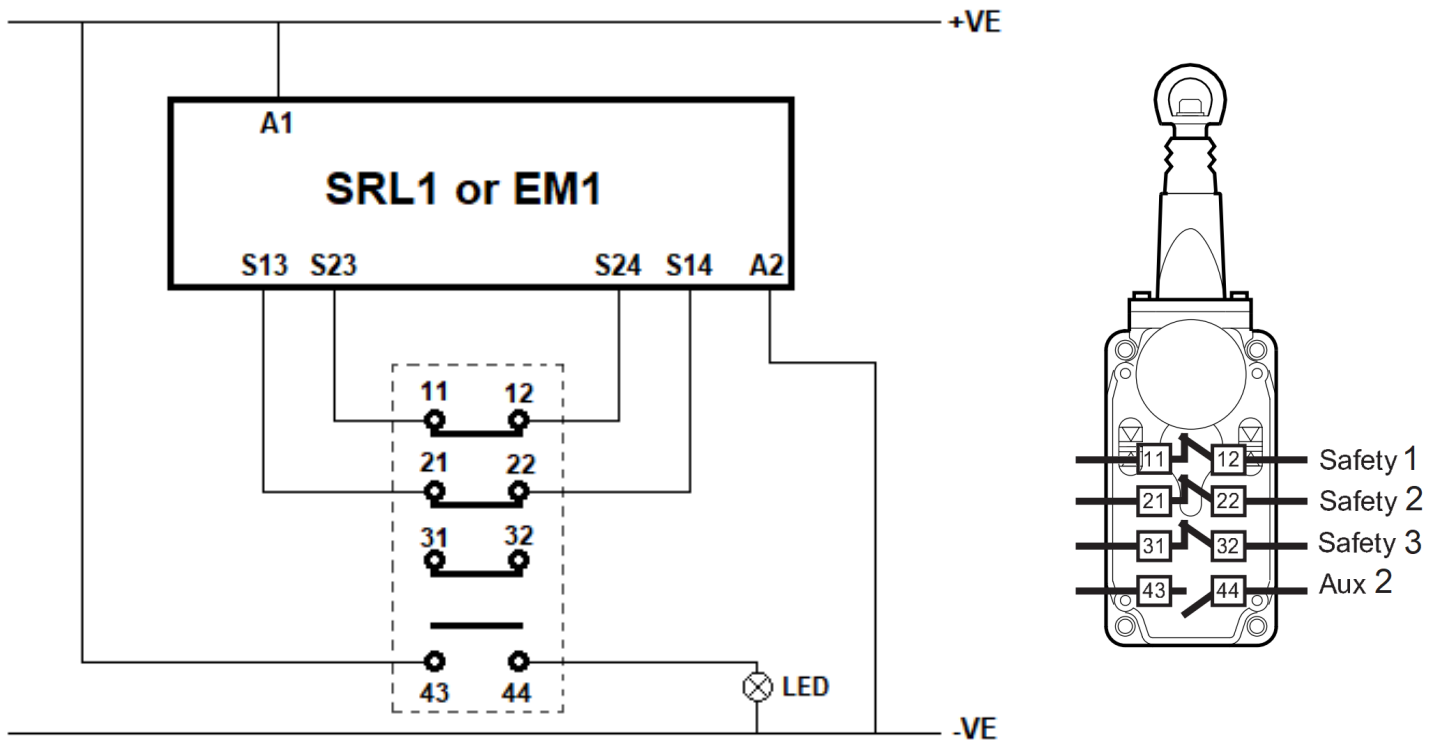 +VE
A1
SRL1 or EM1
S13 S23 S24 S14 A2
11 12
21 22
31 32
43 44
LED
-VE
11 12 Safety 1
21 22 Safety 2
31 32 Safety 3
43 44 Aux 2